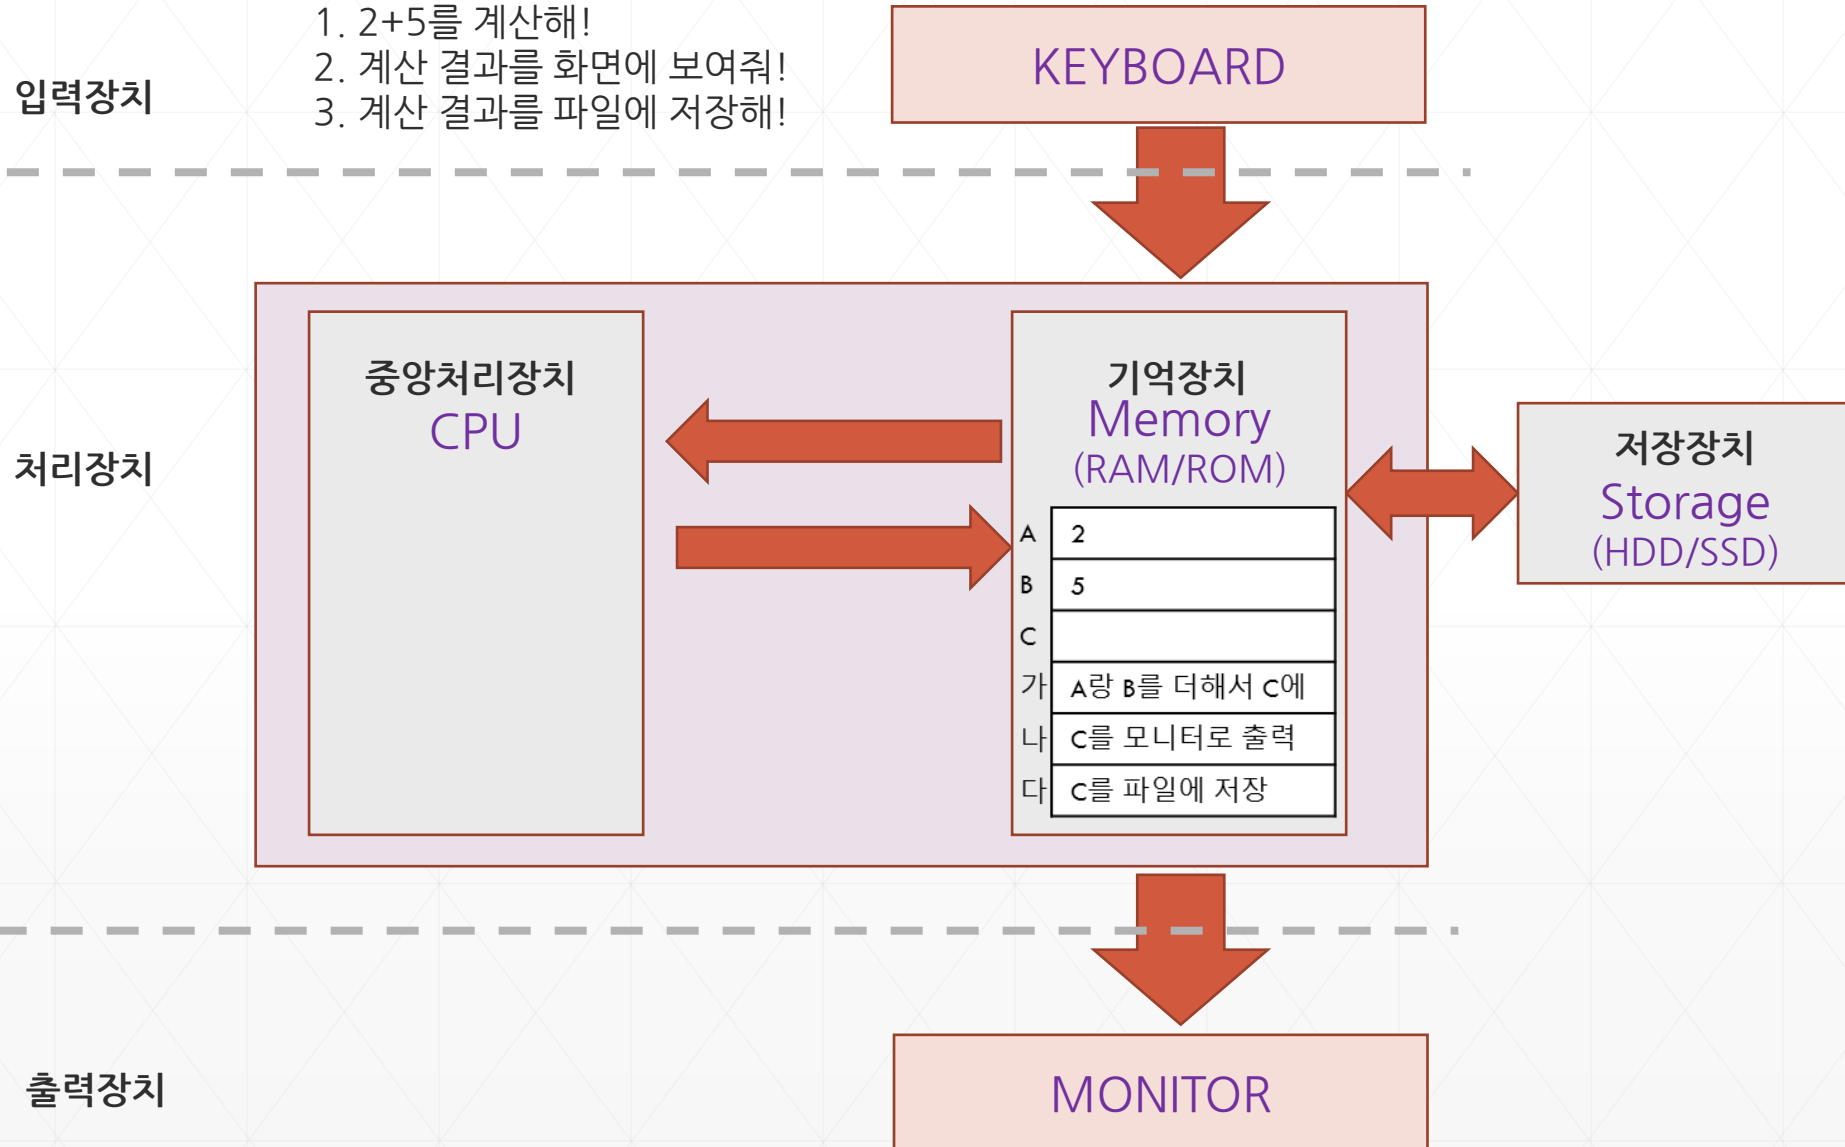 1. 2+5를 계산해!
2. 계산 결과를 화면에 보여줘!
3. 계산 결과를 파일에 저장해!
입력장치
KEYBOARD
처리장치
중앙처리장치
CPU
기억장치
Memory
(RAM/ROM)
A 2
B 5
C
가 A랑 B를 더해서 C에
나 C를 모니터로 출력
다 C를 파일에 저장
저장장치
Storage
(HDD/SSD)
출력장치
MONITOR